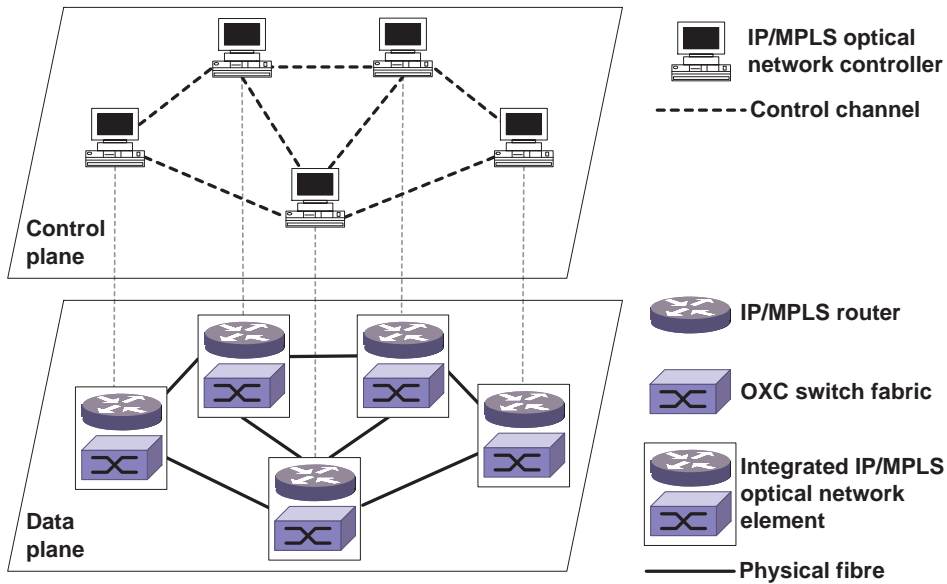 IP/MPLS optical
network controller
Control channel
Control
plane
IP/MPLS router
OXC switch fabric
Integrated IP/MPLS
optical network
element
Data
plane
Physical fibre